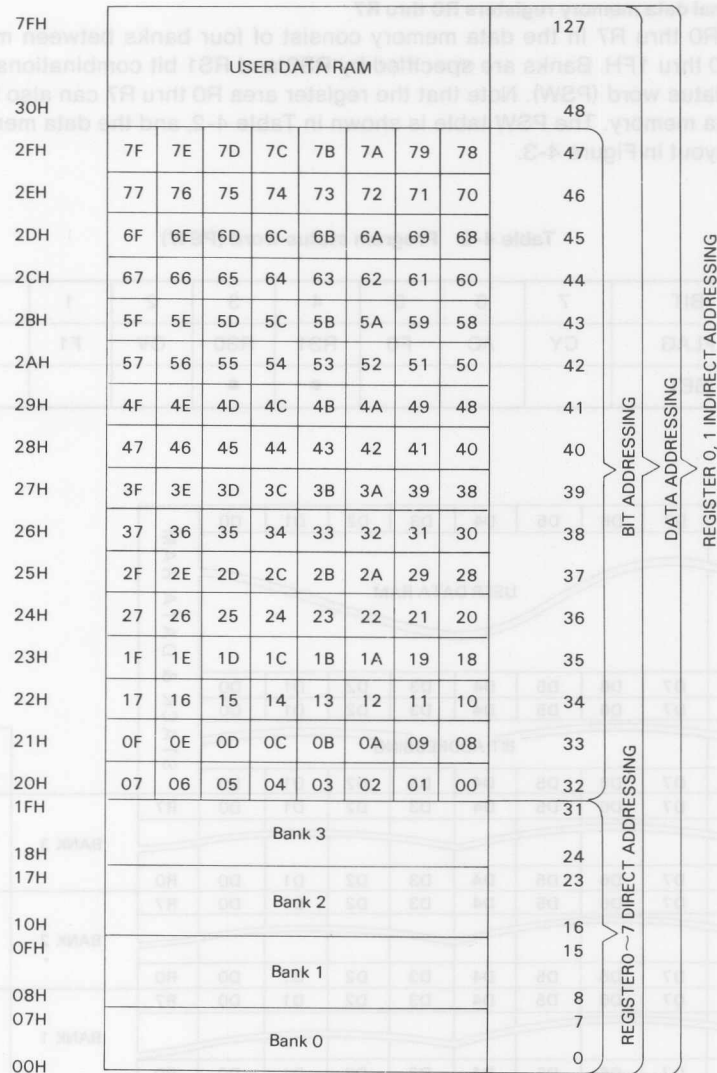 7FH 127
USER DATA RAM
30H 48
2FH 7F 7E 7D 7C 7B 7A 79 78 47
2EH 77 76 75 74 73 72 71 70 46
2DH 6F 6E 6D 6C 6B 6A 69 68 45
2CH 67 66 65 64 63 62 61 60 44
2BH 5F 5E 5D 5C 5B 5A 59 58 43
2AH 57 56 55 54 53 52 51 50 42
29H 4F 4E 4D 4C 4B 4A 49 48 41
28H 47 46 45 44 43 42 41 40 40
27H 3F 3E 3D 3C 3B 3A 39 38 39
26H 37 36 35 34 33 32 31 30 38
25H 2F 2E 2D 2C 2B 2A 29 28 37
24H 27 26 25 24 23 22 21 20 36
23H 1F 1E 1D 1C 1B 1A 19 18 35
22H 17 16 15 14 13 12 11 10 34
21H 0F 0E 0D 0C 0B 0A 09 08 33
20H 07 06 05 04 03 02 01 00 32
1FH 31
Bank 3
18H 24
17H 23
Bank 2
10H 16
0FH 15
Bank 1
08H 8
07H 7
Bank 0
00H 0
BIT ADDRESSING
REGISTER0~7 DIRECT ADDRESSING
DATA ADDRESSING
REGISTER 0, 1 INDIRECT ADDRESSING